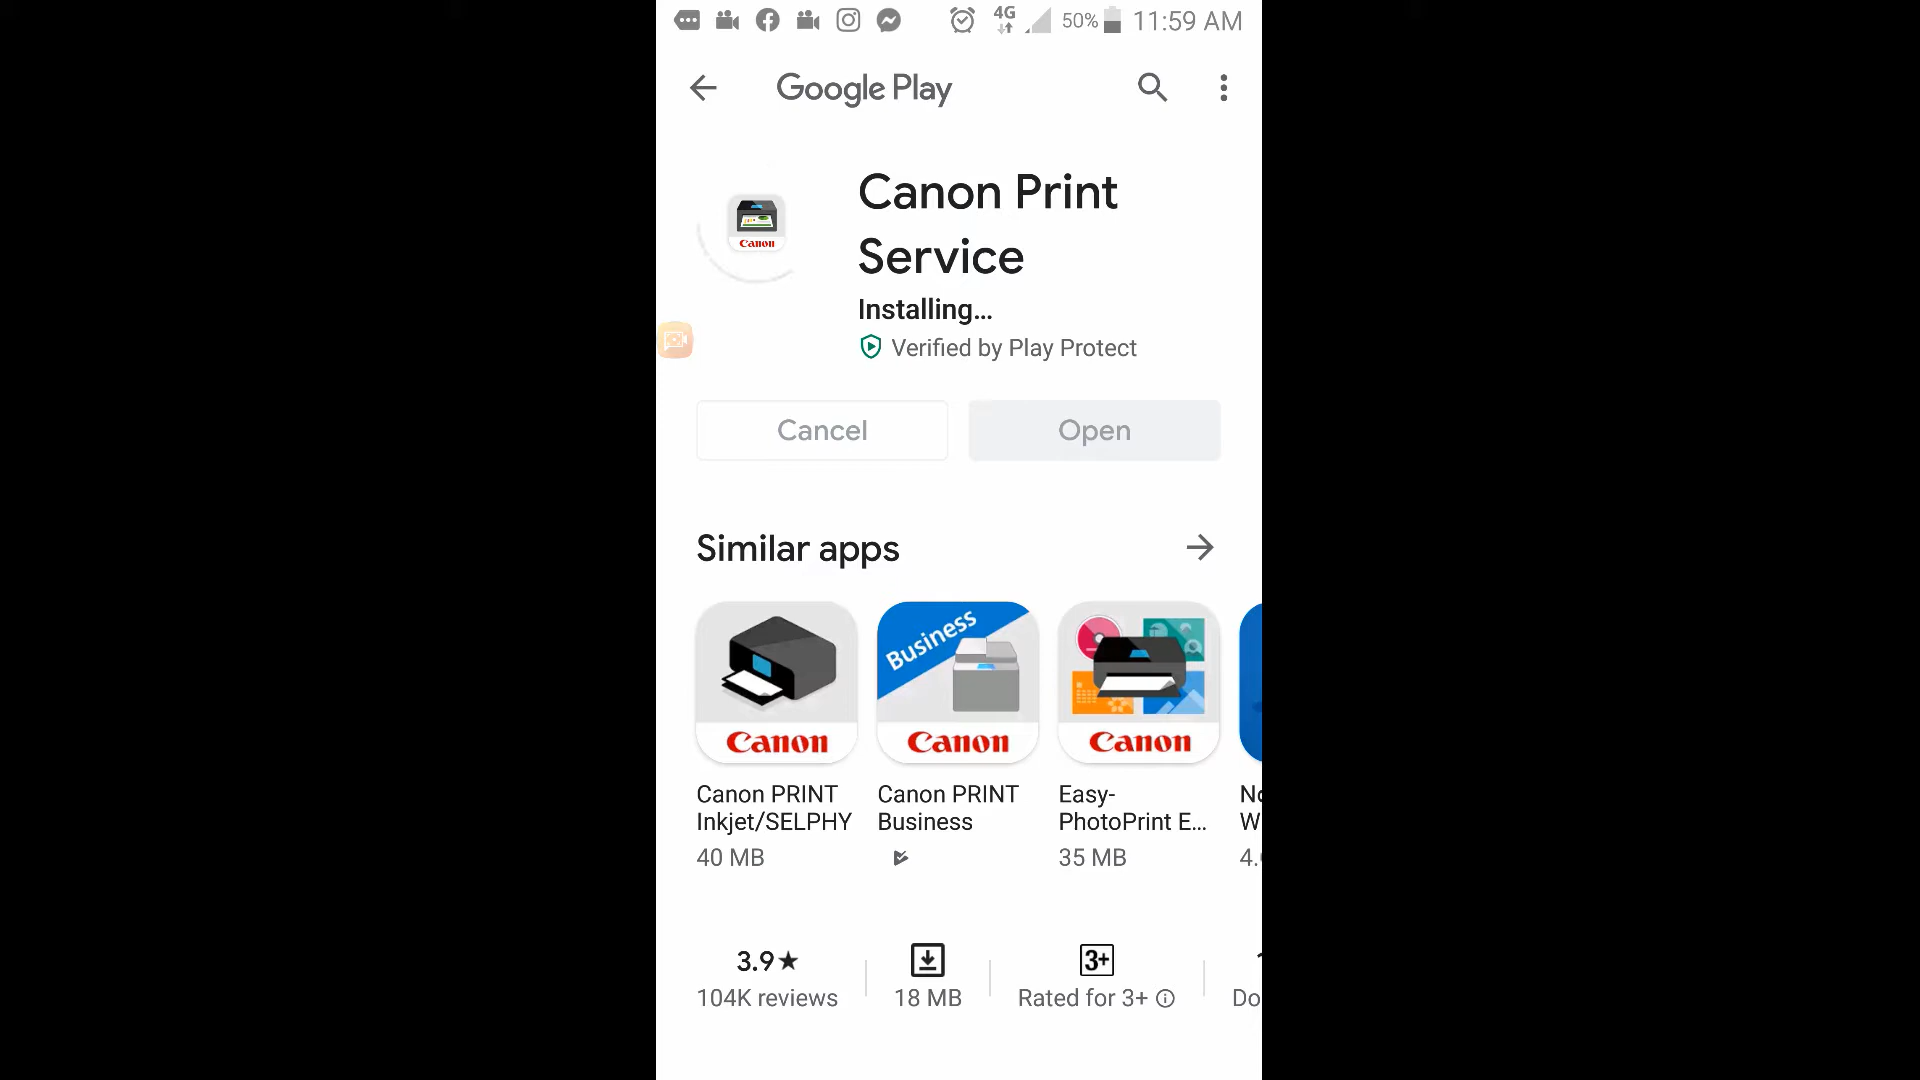 4G 50% 11:59 AM
Google Play
Canon Print
Service
Canon
Installing...
Verified by Play Protect
Cancel Open
Similar apps
Business
Canon Canon Canon
Canon PRINT
Inkjet/SELPHY
40 MB
Canon PRINT
Business
Easy-
PhotoPrint E...
35 MB
3.9★
104K reviews
18 MB
3+
Rated for 3+